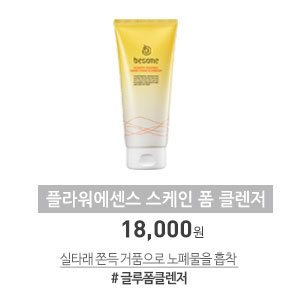 besome
플라워에센스 스케인 폼 클렌저
18,000원
실타래 쫀득 거품으로 노폐물을 흡착
# 글루폼클렌저